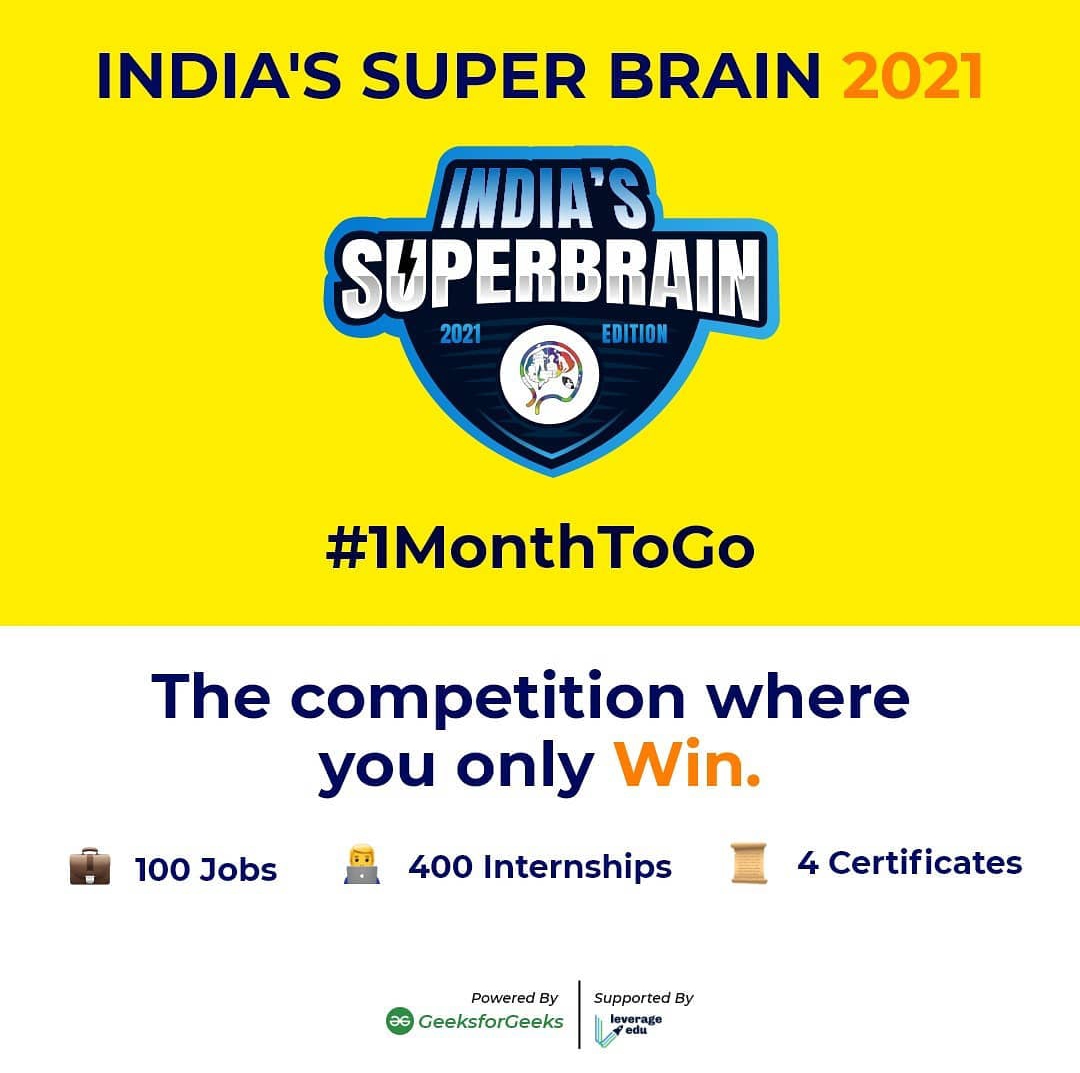 INDIA'S SUPER BRAIN 2021
INDIA'S
SUPERBRAIN
2021 EDITION
#1MonthToGo
The competition where
you only Win.
100 Jobs 400 Internships 4 Certificates
Powered By
GeeksforGeeks
Supported By
leverage
edu